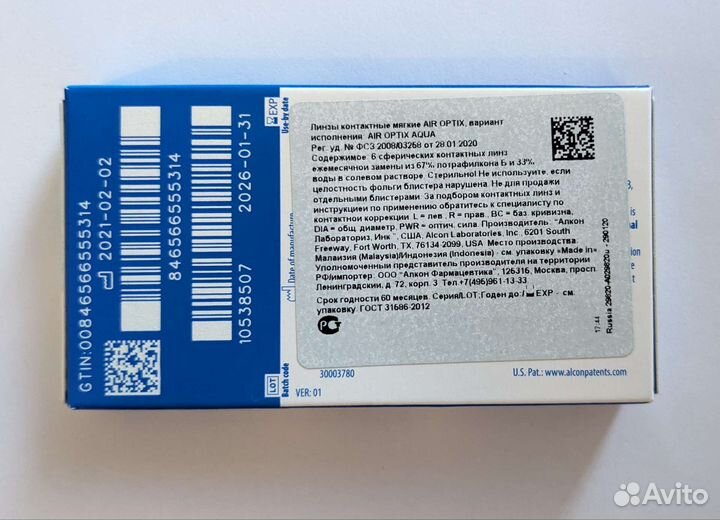 GTIN:00846566555314
2021-02-02
846566555314
10538507
2026-01-31
EXP
Use-by date
Date of manufacture
LOT
Batch code
Линзы контактные мягкие AIR OPTIX, вариант
исполнения AIR OPTIX AQUA
Рег. уд. № ФСЗ 2008/03268 от 28.01.2020
Содержимое: 6 сферических контактных линз
ежемесячной замены из 67% лотрафилкона Б и 33%
воды в солевом растворе. Стерильно! Не используйте, если
целостность фольги блистера нарушена. Не для продажи
отдельными блистерами. За подбором контактных линз и
инструкцией по применению обратитесь к специалисту по
контактной коррекции. L = лев., R = прав., BC = баз. кривизна,
DIA = общ. диаметр, PWR = оптич. сила. Производитель: "Алкон
Лабораториз, Инк.", США, Alcon Laboratories, Inc., 6201 South
Freeway, Fort Worth, TX, 76134-2099, USA. Место производства:
Малайзия (Malaysia)/Индонезия (Indonesia) - см. упаковку «Made in»
Уполномоченный представитель производителя на территории
РФ/импортер: ООО "Алкон Фармацевтика", 125315, Москва, просп.
Ленинградский, д. 72, корп. 3. Тел.+7(495)961-13-33
Срок годности 60 месяцев. Серия/LOT;Годен до:/EXP - см.
упаковку. ГОСТ 31586-2012
17:44
Russia 29820-A029820u - 290120
30003780
VER: 01
U.S. Pat.: www.alconpatents.com
Avito